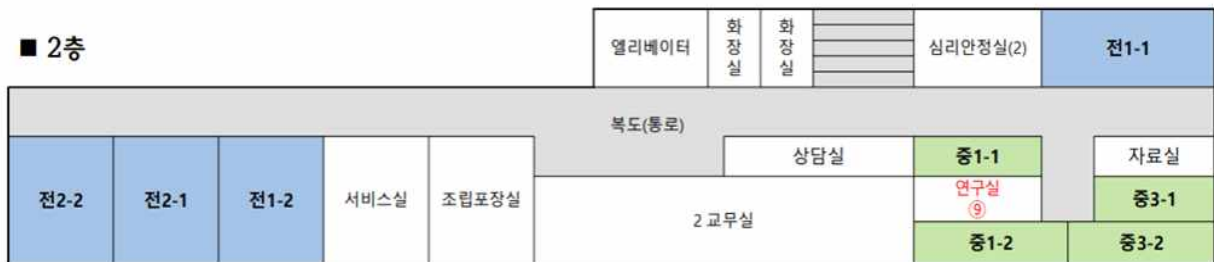 ■ 2층
엘리베이터
화장실
화장실
심리안정실(2)
전1-1
복도(통로)
전2-2
전2-1
전1-2
서비스실
조립포장실
상담실
중1-1
자료실
2 교무실
연구실
⑨
중3-1
중1-2
중3-2